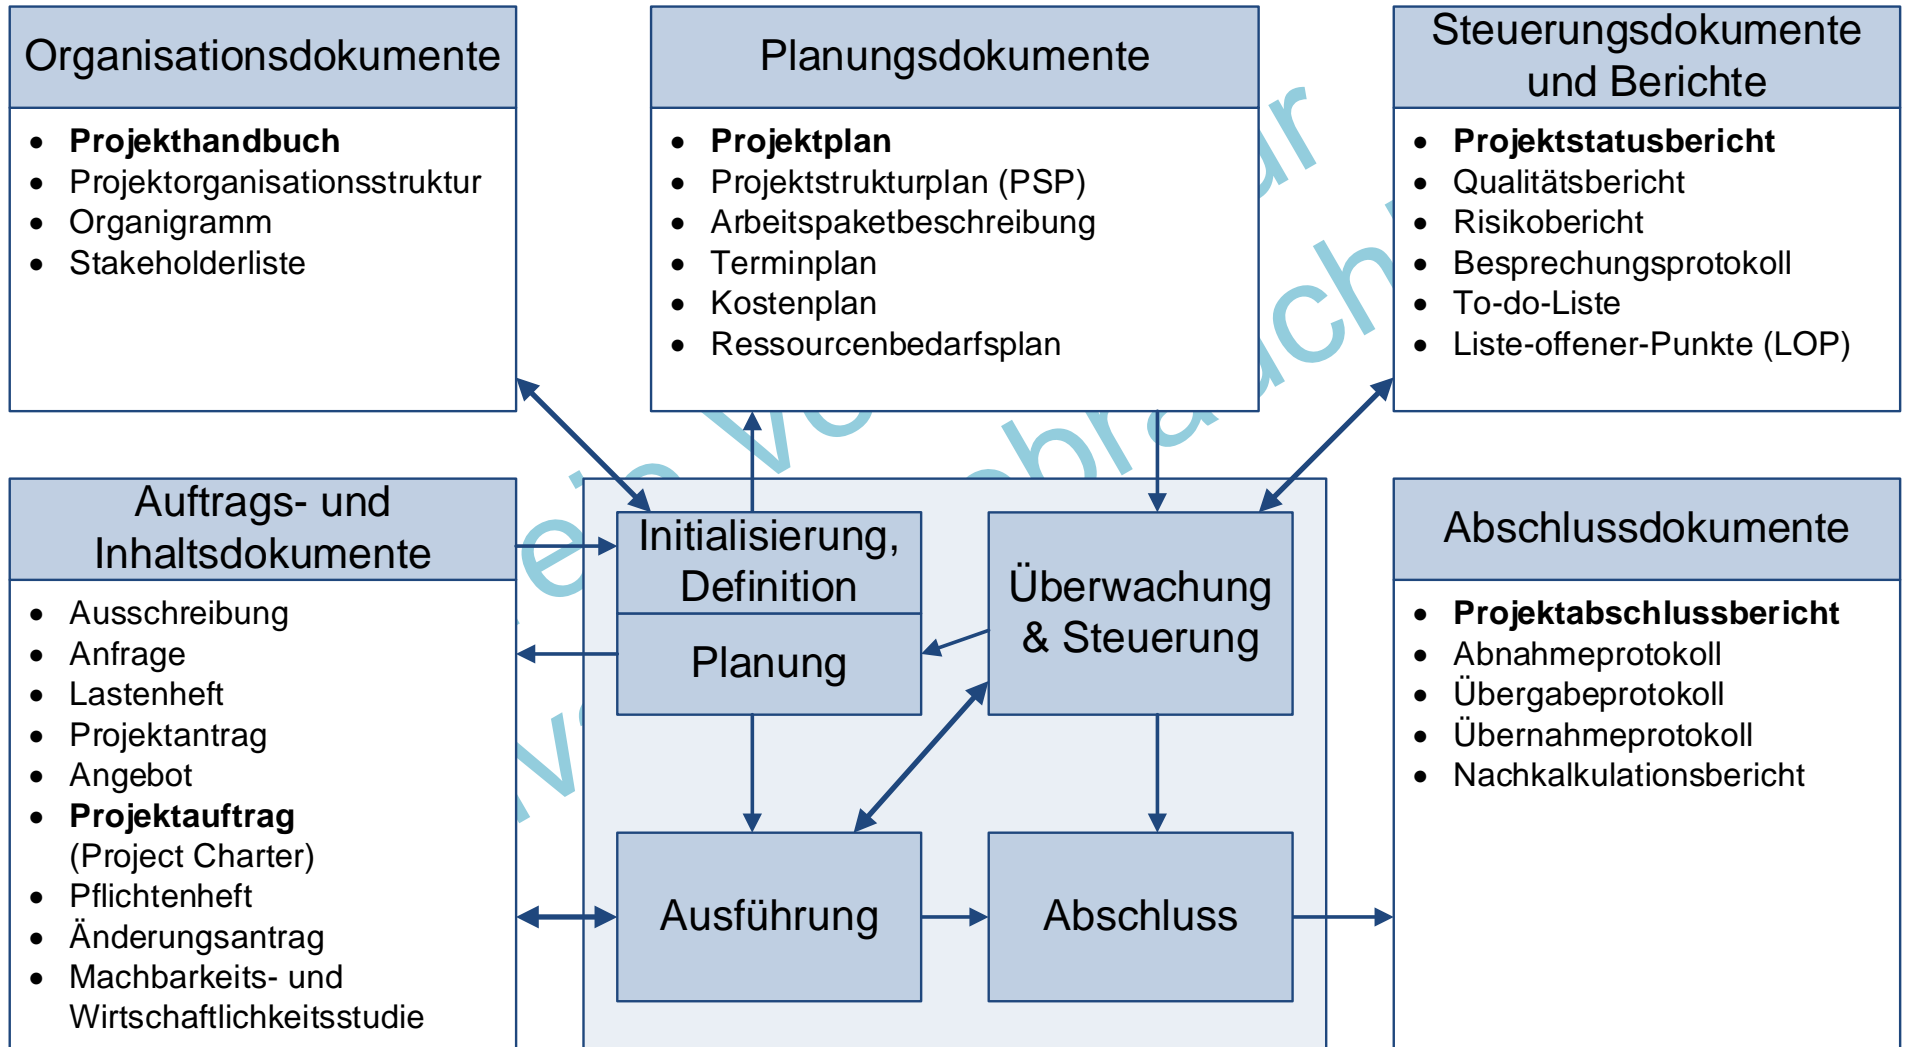 Organisationsdokumente
• Projekthandbuch
• Projektorganisationsstruktur
• Organigramm
• Stakeholderliste
Planungsdokumente
• Projektplan
• Projektstrukturplan (PSP)
• Arbeitspaketbeschreibung
• Terminplan
• Kostenplan
• Ressourcenbedarfsplan
Steuerungsdokumente
und Berichte
• Projektstatusbericht
• Qualitätsbericht
• Risikobericht
• Besprechungsprotokoll
• To-do-Liste
• Liste-offener-Punkte (LOP)
Auftrags- und
Inhaltsdokumente
• Ausschreibung
• Anfrage
• Lastenheft
• Projektantrag
• Angebot
• Projektauftrag
(Project Charter)
• Pflichtenheft
• Änderungsantrag
• Machbarkeits- und
Wirtschaftlichkeitsstudie
Initialisierung,
Definition
Planung
Überwachung
& Steuerung
Ausführung
Abschluss
Abschlussdokumente
• Projektabschlussbericht
• Abnahmeprotokoll
• Übergabeprotokoll
• Übernahmeprotokoll
• Nachkalkulationsbericht